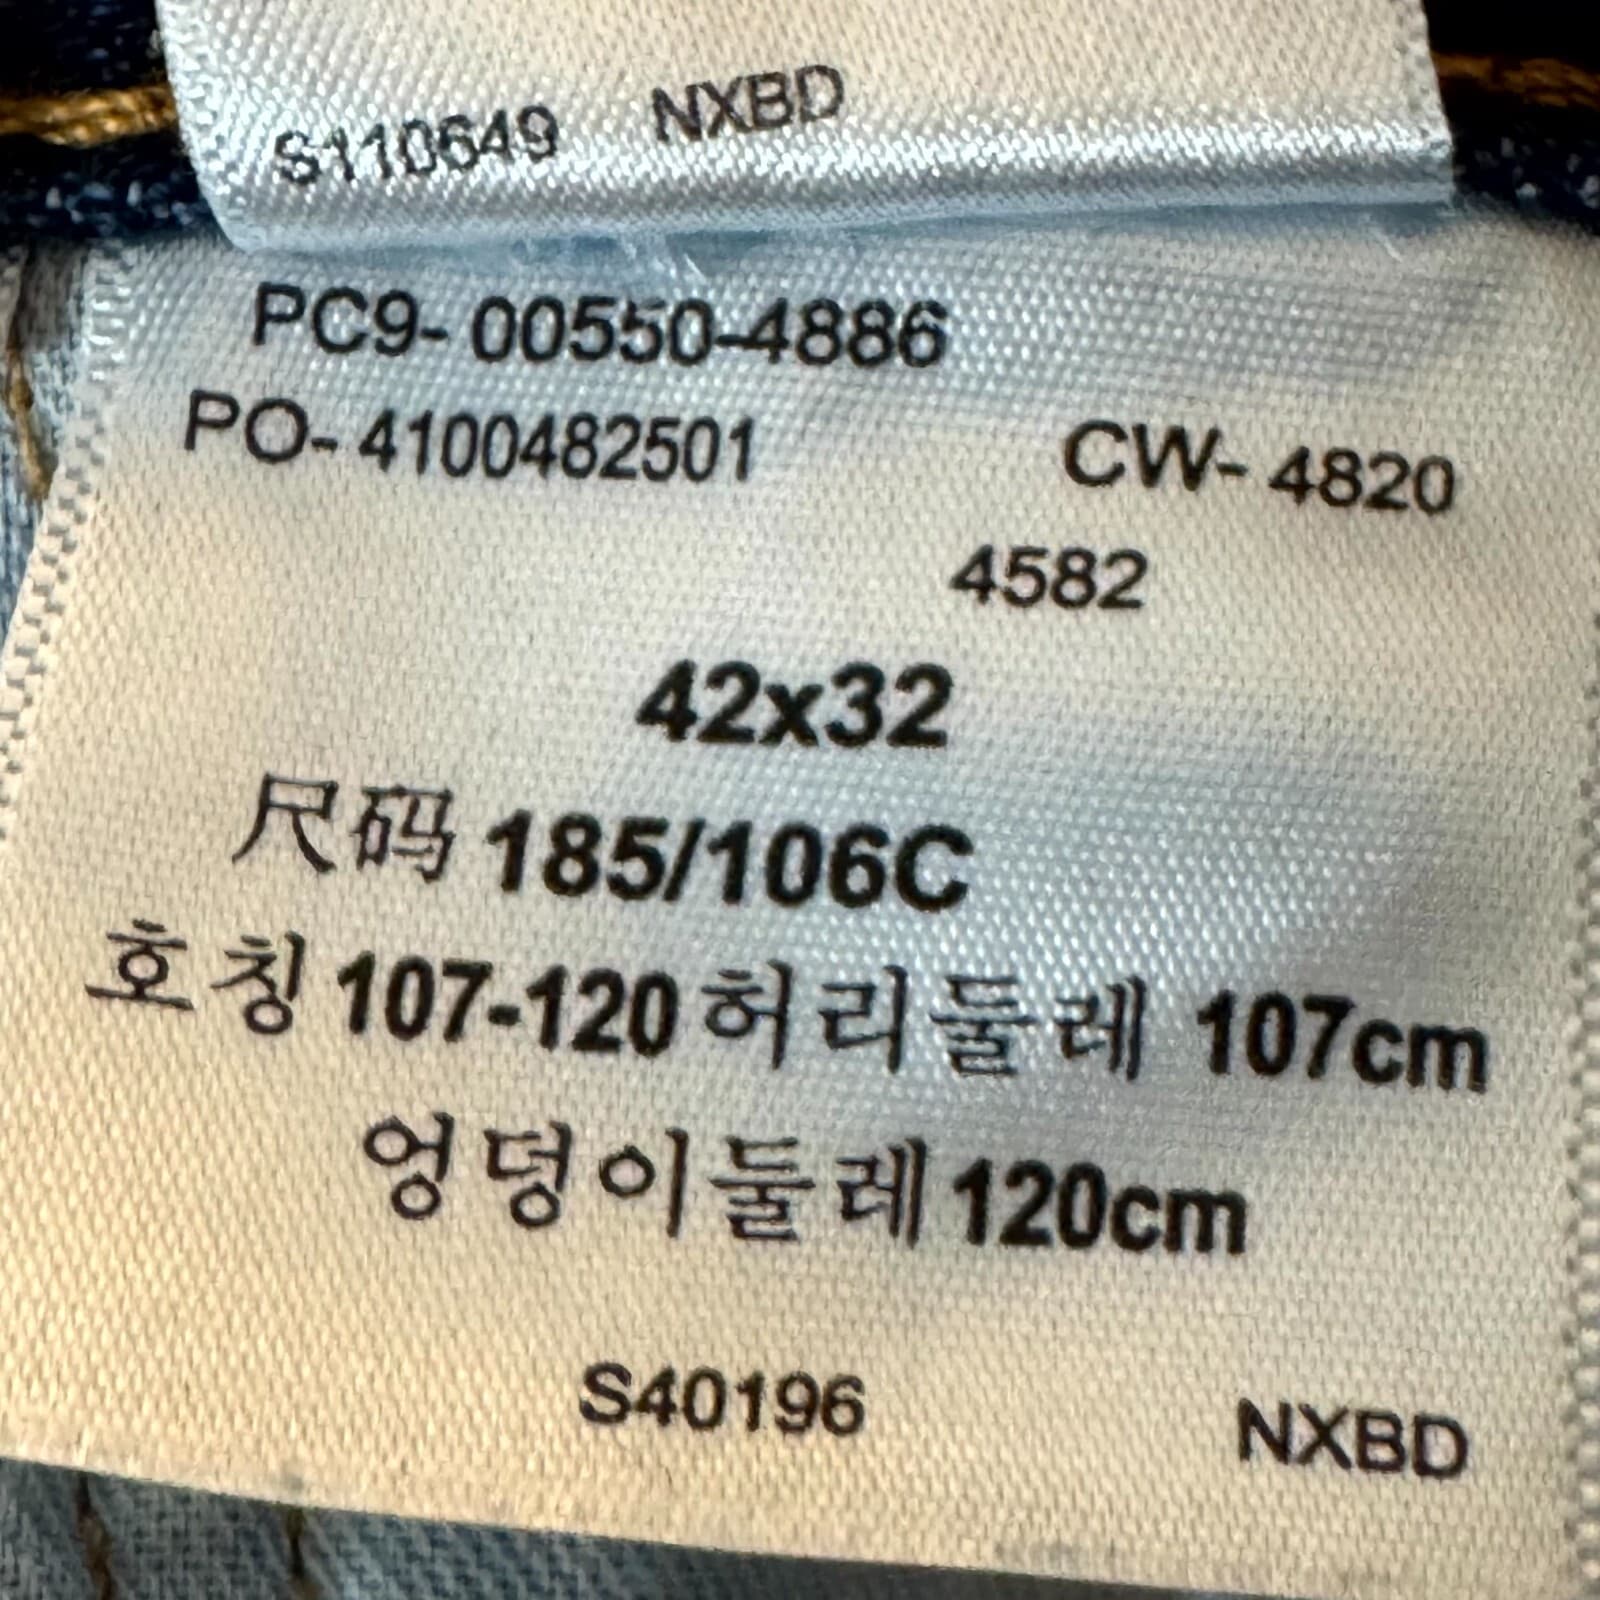 S110649 NXBD
PC9- 00550-4886
PO- 4100482501 CW- 4820
4582
42x32
尺码 185/106C
호칭 107-120 허리둘레 107cm
엉덩이둘레 120cm
S40196 NXBD